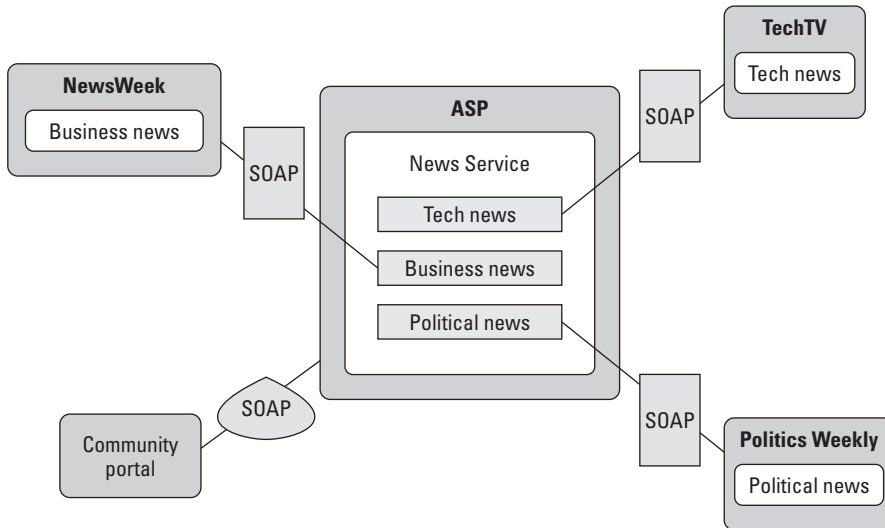 TechTV
Tech news
NewsWeek
Business news
SOAP
SOAP
ASP
News Service
Tech news
Business news
Political news
SOAP
Community
portal
SOAP
Politics Weekly
Political news